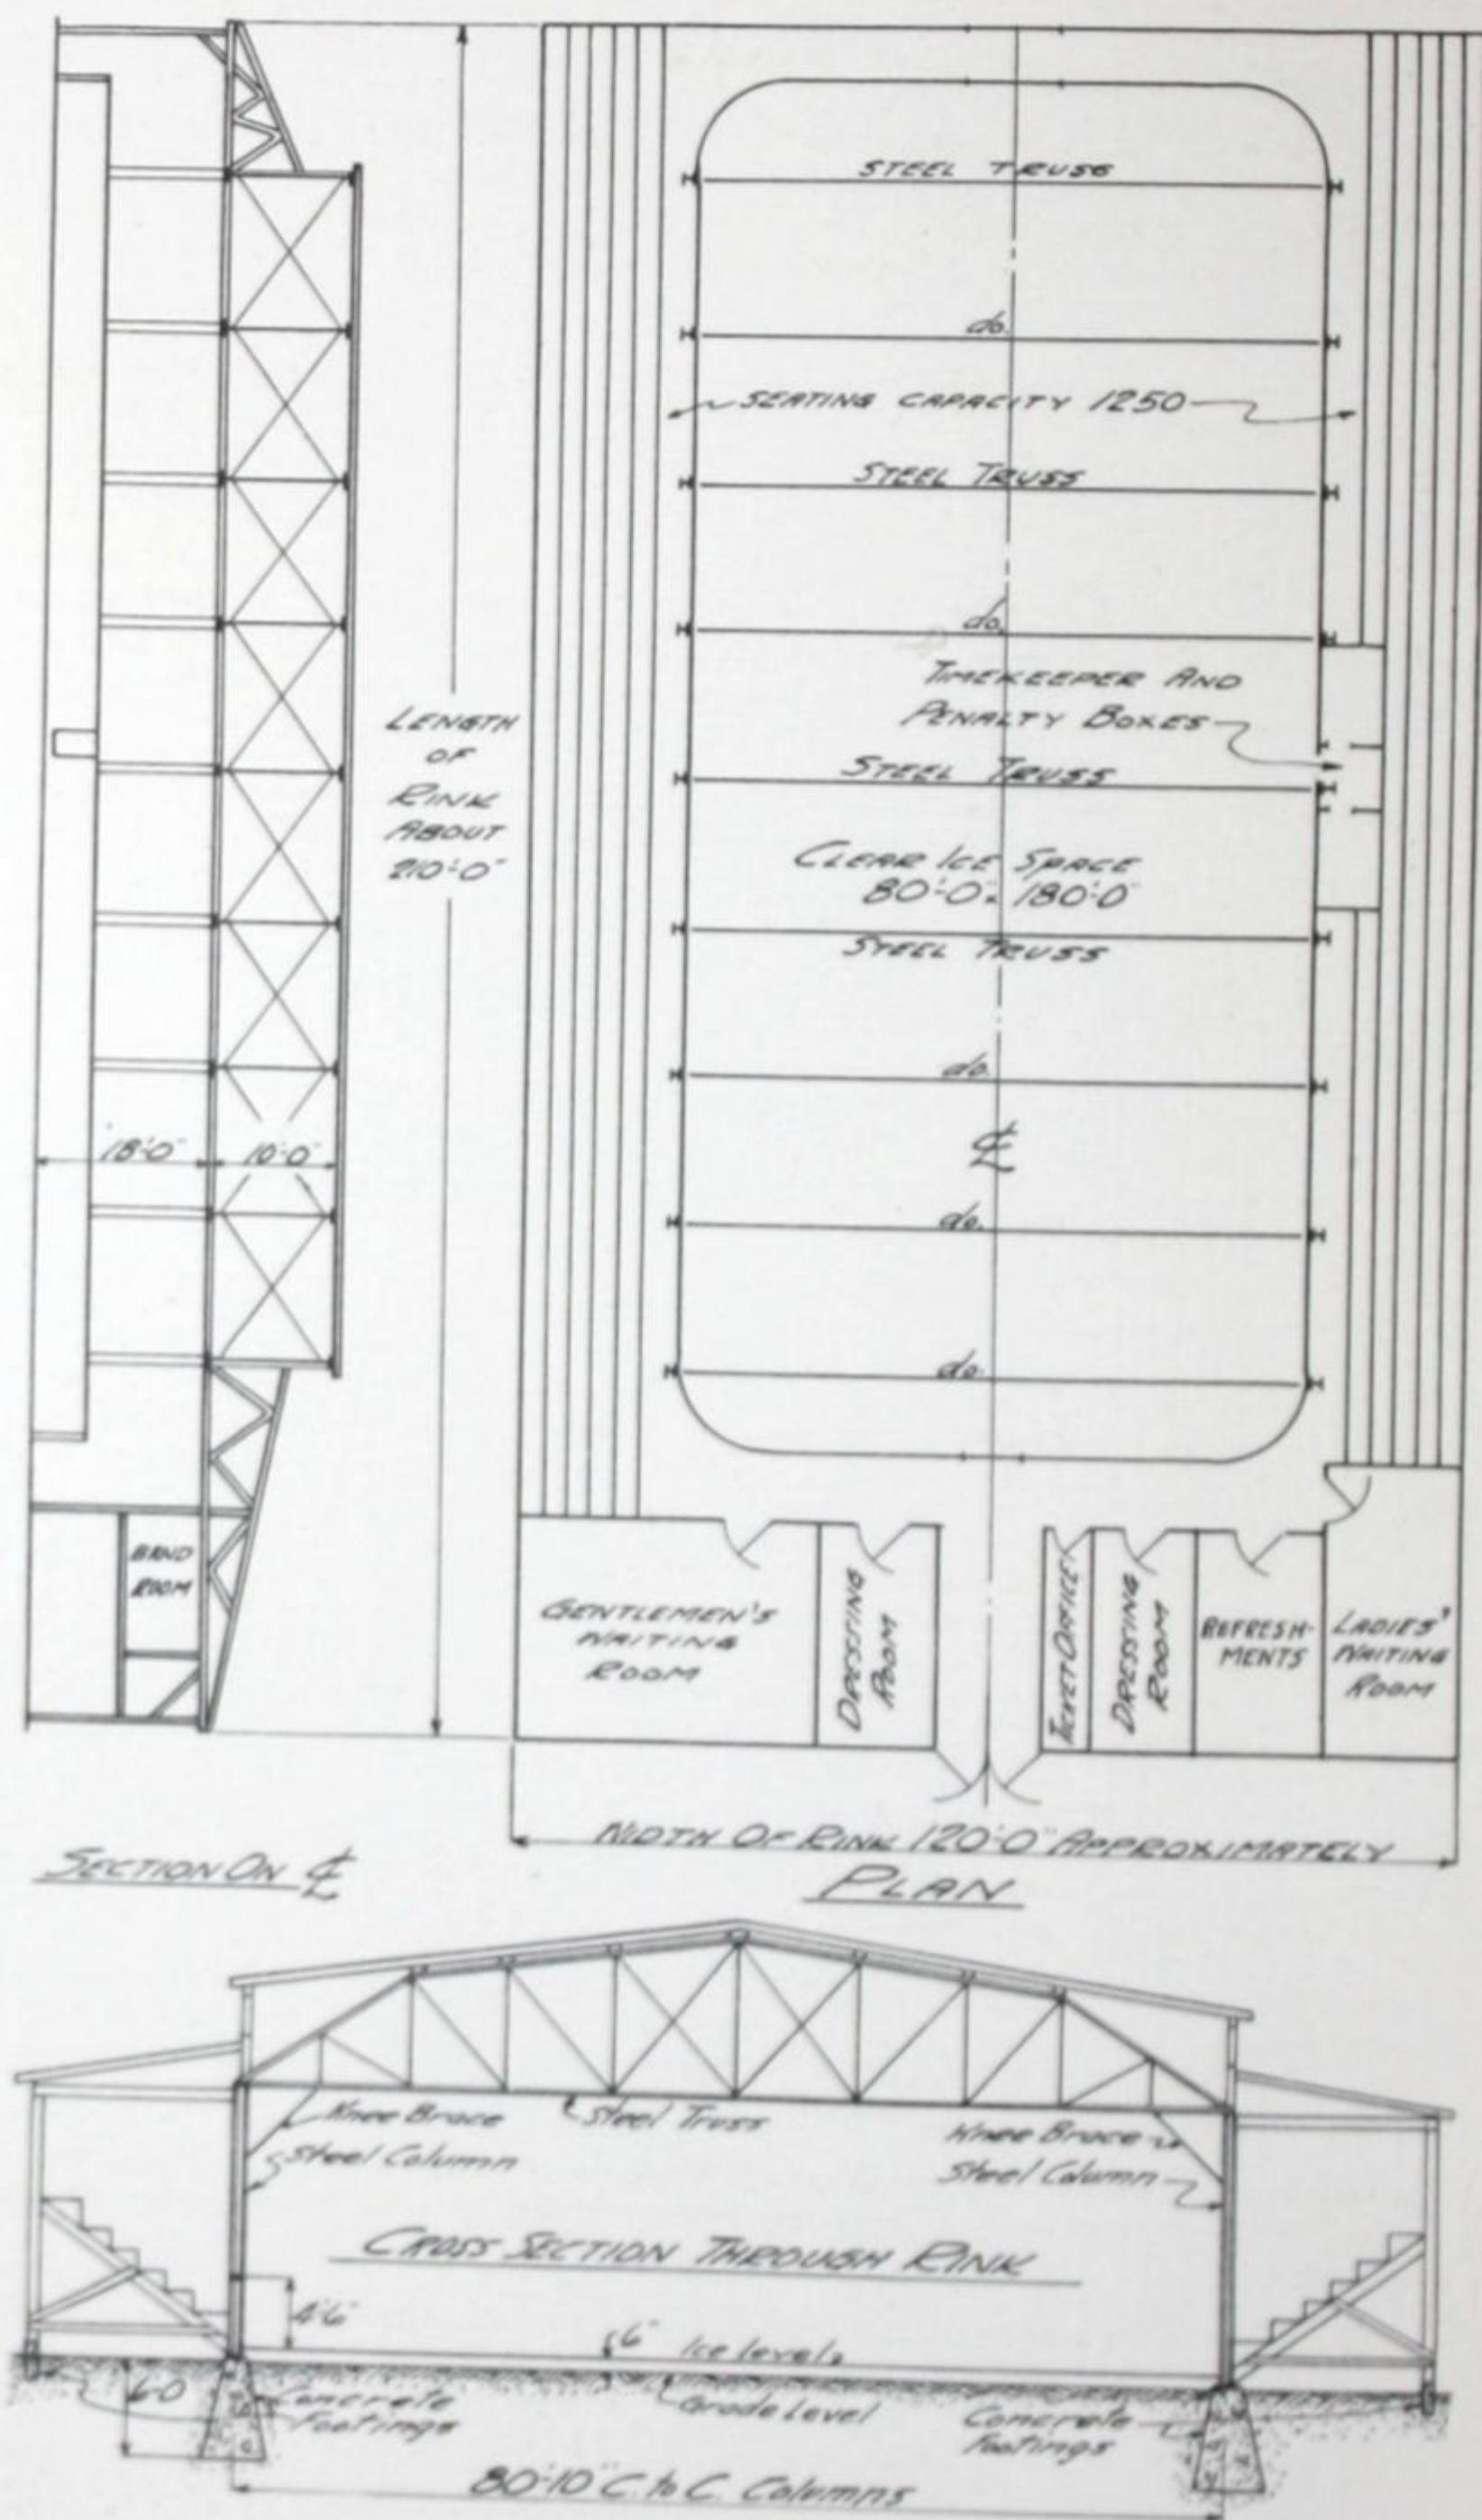 STEEL TRUSS
do.
SEATING CAPACITY 1250
STEEL TRUSS
do.
TIMEKEEPER AND
PENALTY BOXES
STEEL TRUSS
CLEAR ICE SPACE
80'-0" x 180'-0"
STEEL TRUSS
do.
℄
do.
do.
LENGTH
OF
RINK
ABOUT
210'-0"
18'-0"
10'-0"
BAND
ROOM
GENTLEMEN'S
WAITING
ROOM
DRESSING
ROOM
TICKET OFFICE
DRESSING
ROOM
REFRESH-
MENTS
LADIES'
WAITING
ROOM
WIDTH OF RINK 120'-0" APPROXIMATELY
SECTION ON ℄
PLAN
Knee Brace
Steel Truss
Knee Brace
Steel Column
Steel Column
CROSS SECTION THROUGH RINK
4'-6"
6" Ice level
6'-0
Concrete
Footings
Grade Level
Concrete
Footings
80'-10" C. to C. Columns